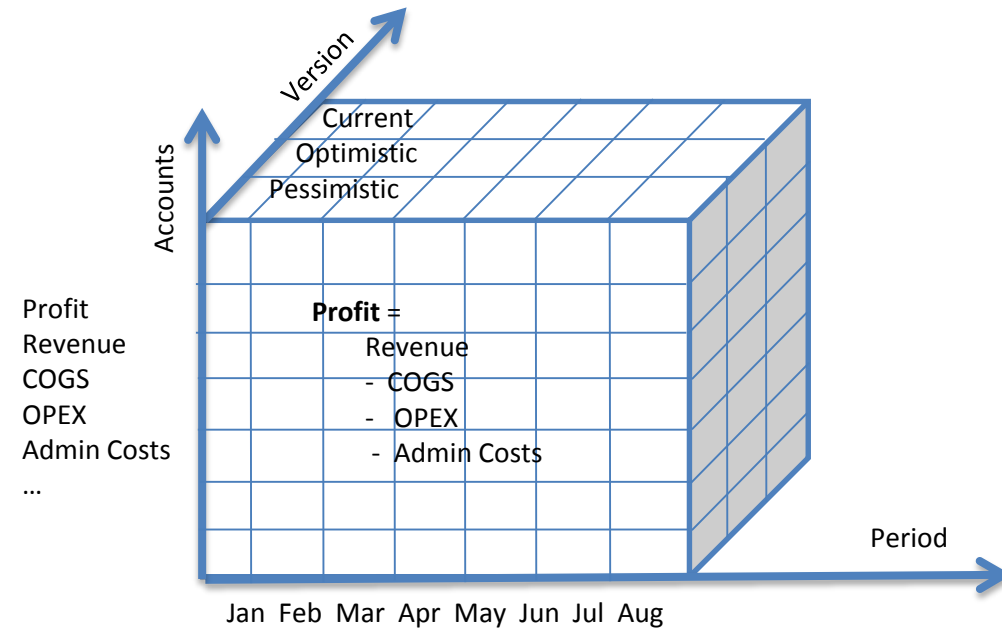 Version
Current
Optimistic
Pessimistic
Accounts
Profit
Revenue
COGS
OPEX
Admin Costs
…
Profit =
Revenue
- COGS
- OPEX
- Admin Costs
Period
Jan Feb Mar Apr May Jun Jul Aug